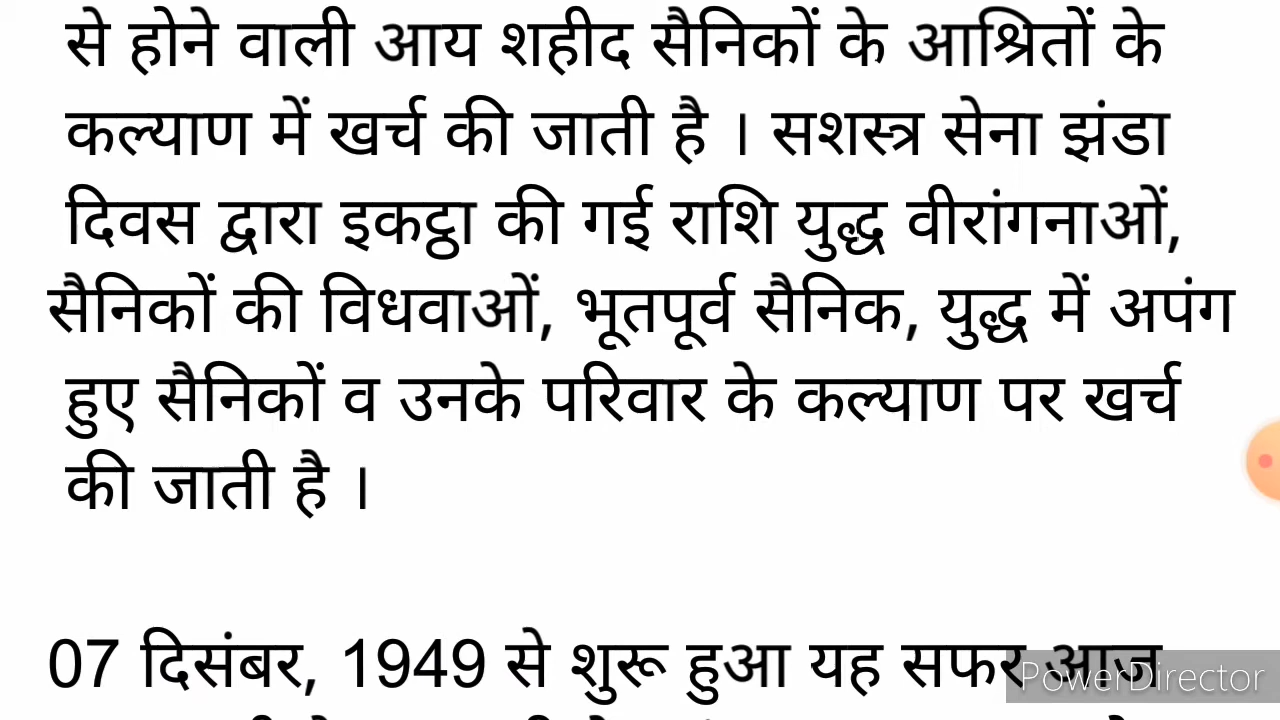 से होने वाली आय शहीद सैनिकों के आश्रितों के
कल्याण में खर्च की जाती है । सशस्त्र सेना झंडा
दिवस द्वारा इकट्ठा की गई राशि युद्ध वीरांगनाओं,
सैनिकों की विधवाओं, भूतपूर्व सैनिक, युद्ध में अपंग
हुए सैनिकों व उनके परिवार के कल्याण पर खर्च
की जाती है ।
07 दिसंबर, 1949 से शुरू हुआ यह सफर आज
PowerDirector